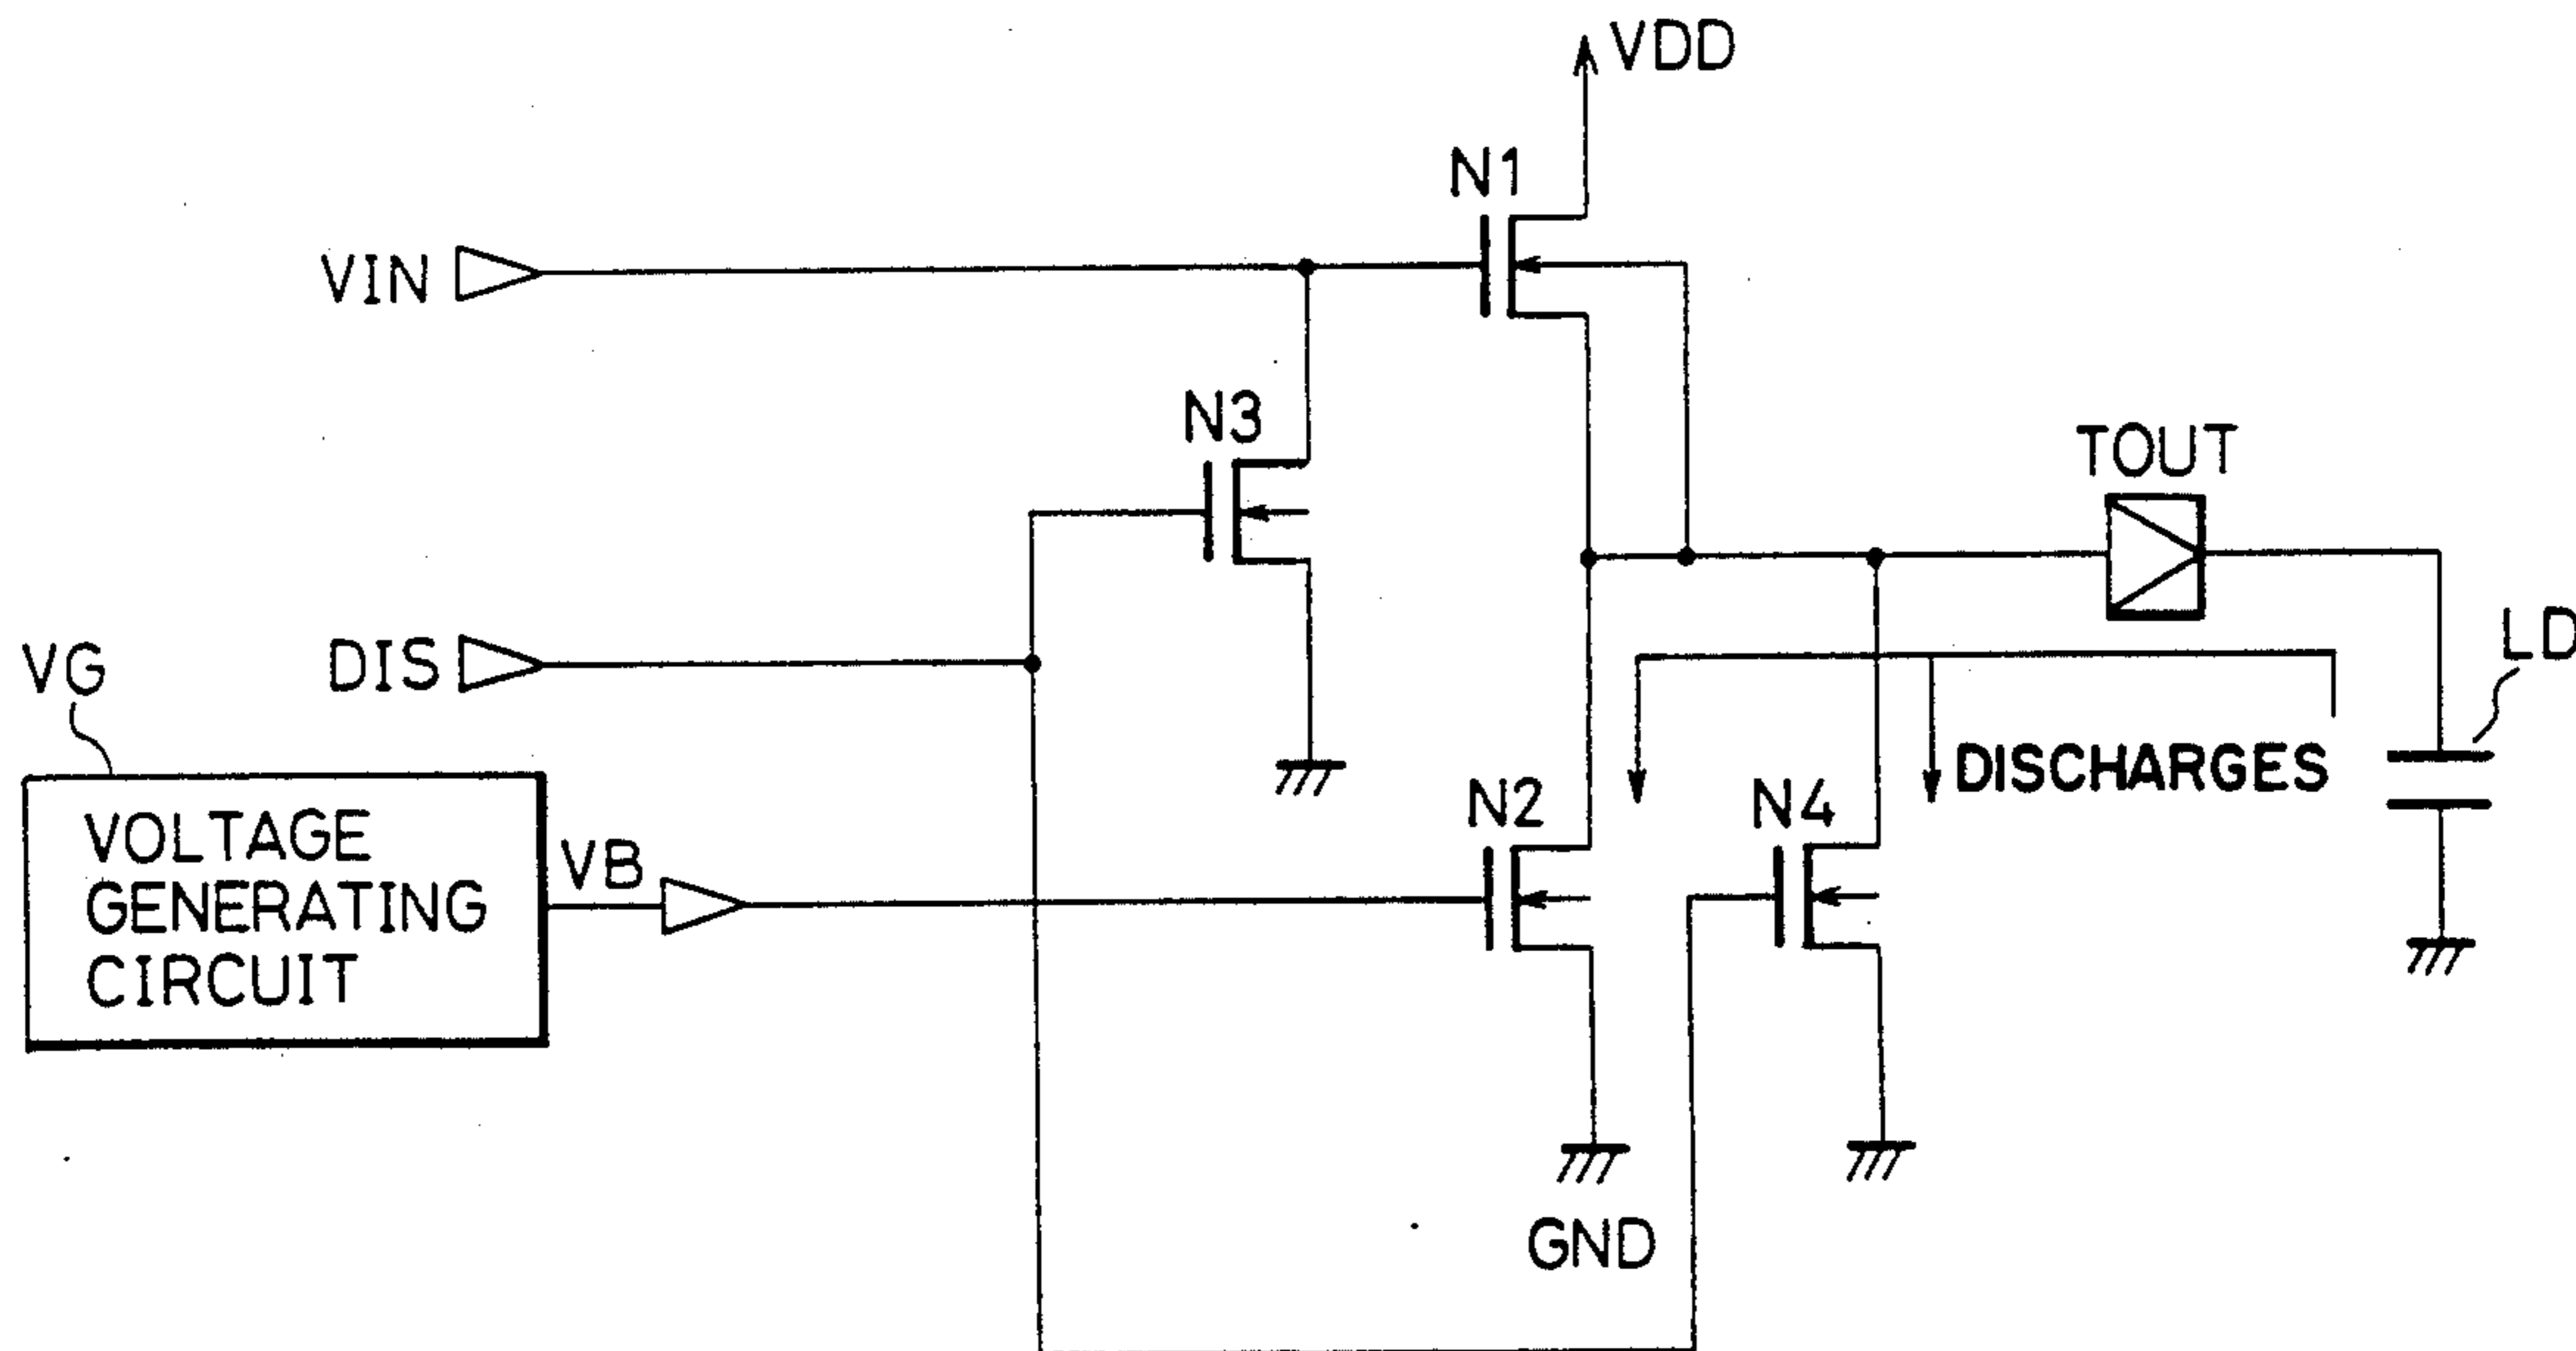 VDD
N1
VIN
N3
TOUT
LD
VG
DIS
DISCHARGES
N2
N4
VOLTAGE
GENERATING
CIRCUIT
VB
GND